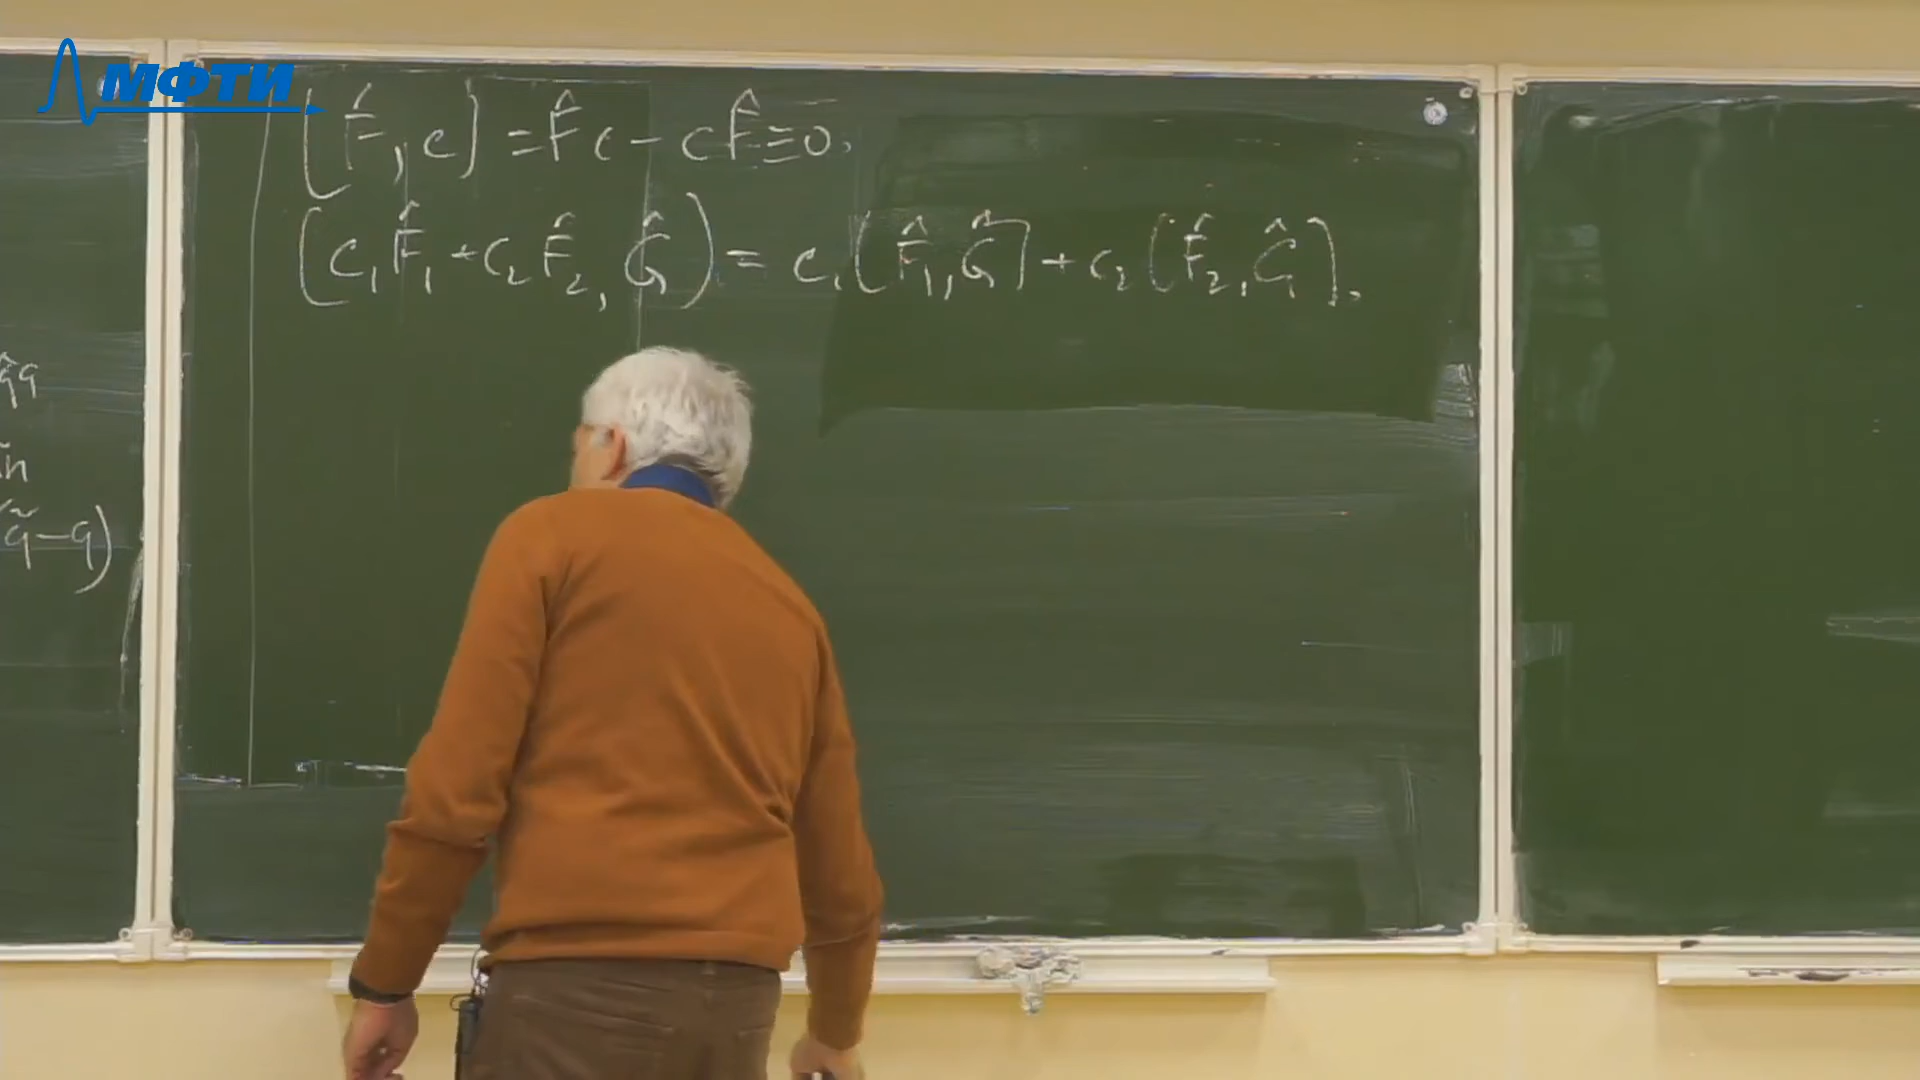 МФТИ
[F̂, c] = F̂c - cF̂ ≡ 0.
[c₁F̂₁ + c₂F̂₂, Ĝ] = c₁[F̂₁, Ĝ] + c₂[F̂₂, Ĝ].
q̃ - q)